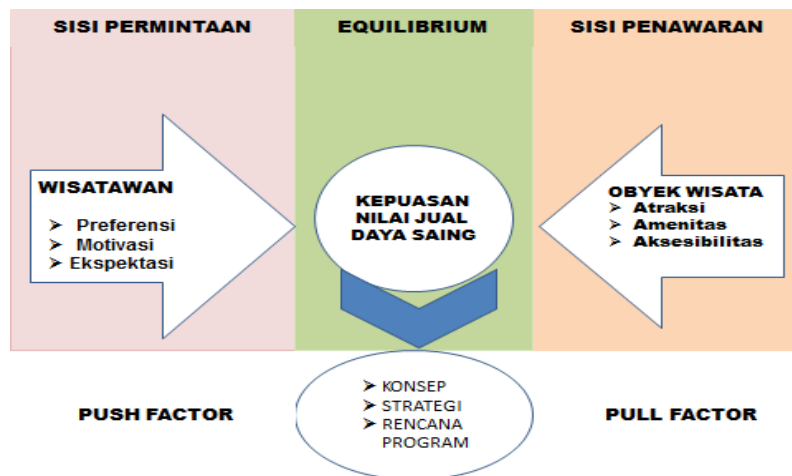 SISI PERMINTAAN
EQUILIBRIUM
SISI PENAWARAN
WISATAWAN
➢ Preferensi
➢ Motivasi
➢ Ekspektasi
KEPUASAN
NILAI JUAL
DAYA SAING
OBYEK WISATA
➢ Atraksi
➢ Amenitas
➢ Aksesibilitas
PUSH FACTOR
➢ KONSEP
➢ STRATEGI
➢ RENCANA
PROGRAM
PULL FACTOR